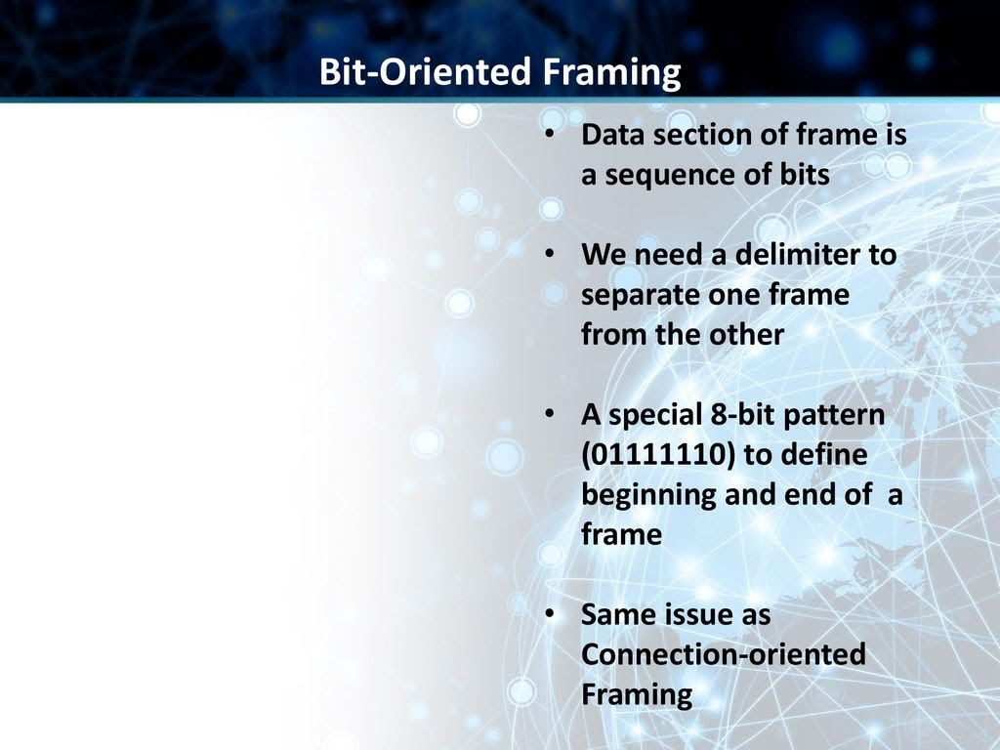 Bit-Oriented Framing
• Data section of frame is
a sequence of bits
• We need a delimiter to
separate one frame
from the other
• A special 8-bit pattern
(01111110) to define
beginning and end of  a
frame
• Same issue as
Connection-oriented
Framing